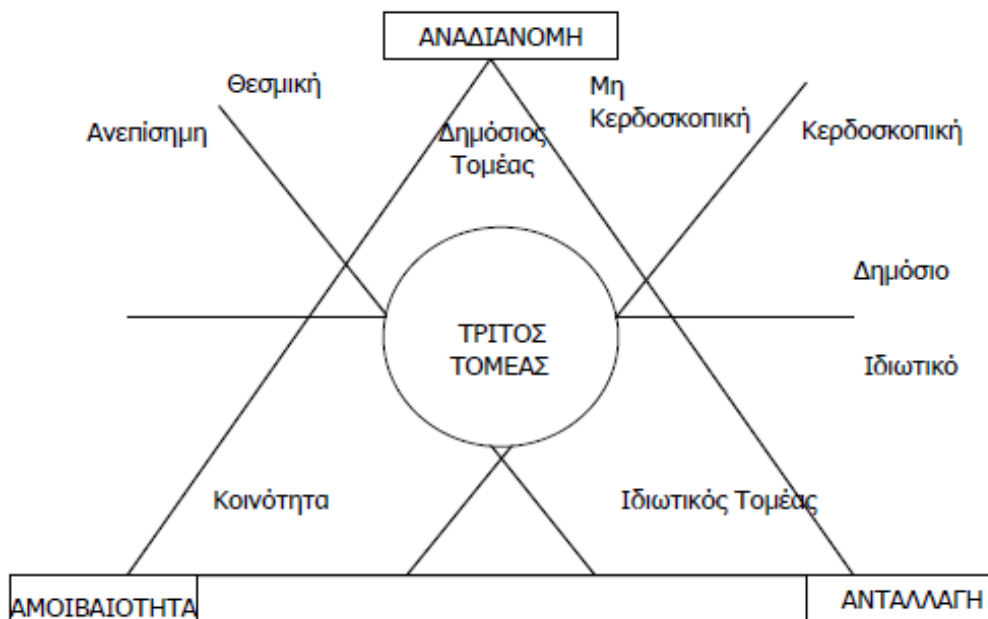 ΑΝΑΔΙΑΝΟΜΗ
Θεσμική
Μη
Κερδοσκοπική
Ανεπίσημη
Δημόσιος
Τομέας
Κερδοσκοπική
Δημόσιο
ΤΡΙΤΟΣ
ΤΟΜΕΑΣ
Ιδιωτικό
Κοινότητα
Ιδιωτικός Τομέας
ΑΜΟΙΒΑΙΟΤΗΤΑ
ΑΝΤΑΛΛΑΓΗ